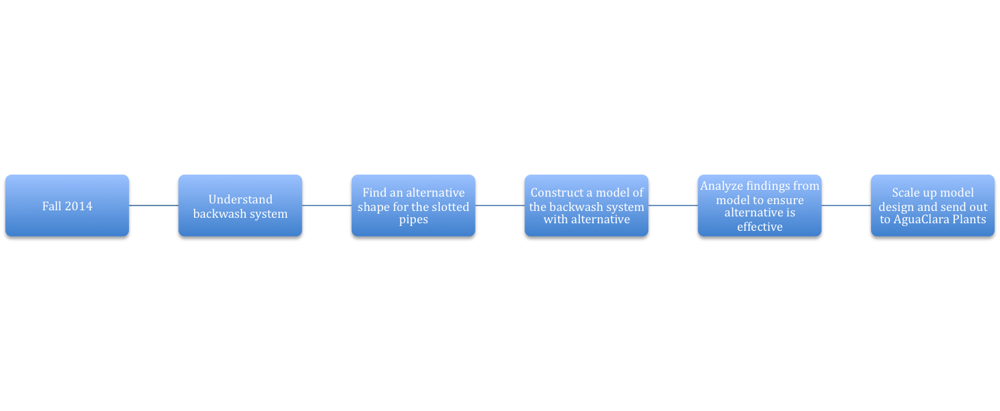 Fall 2014
Understand
backwash system
Find an alternative
shape for the slotted
pipes
Construct a model of
the backwash system
with alternative
Analyze findings from
model to ensure
alternative is
effective
Scale up model
design and send out
to AguaClara Plants